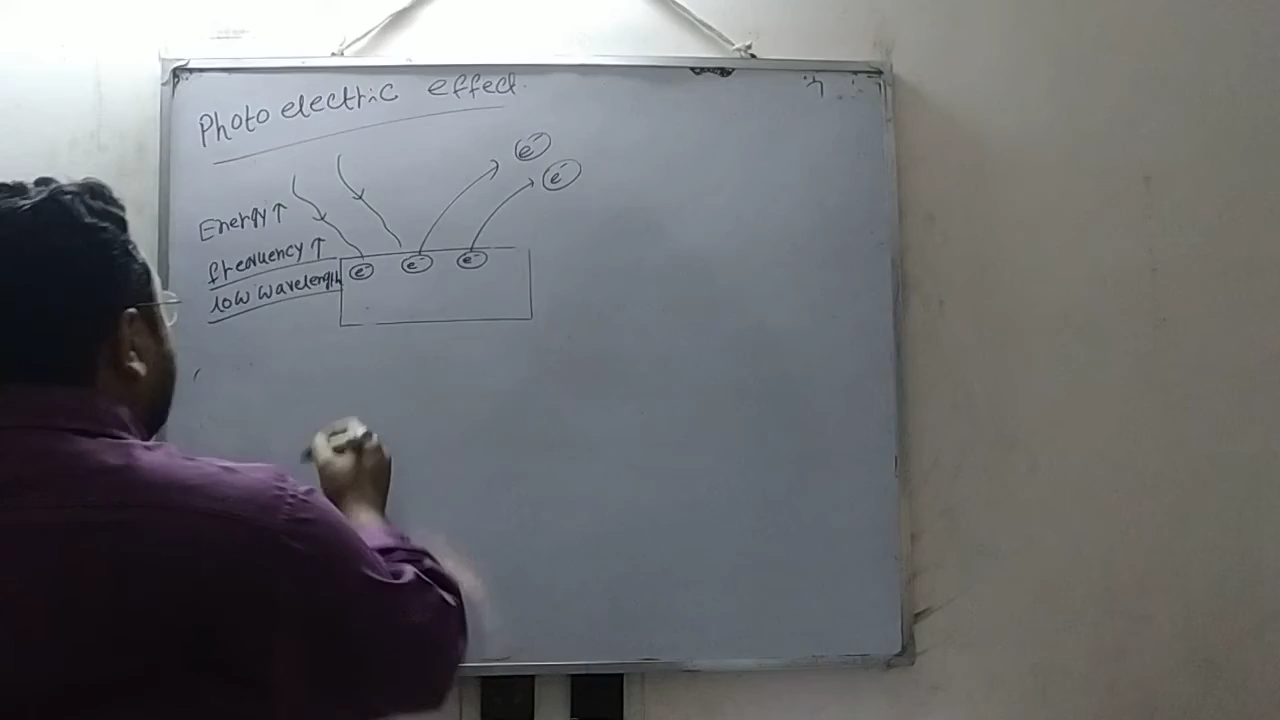 Photo electric effect.
e⁻
e⁻
Energy ↑
frequency ↑
low wavelength
e⁻ e⁻ e⁻